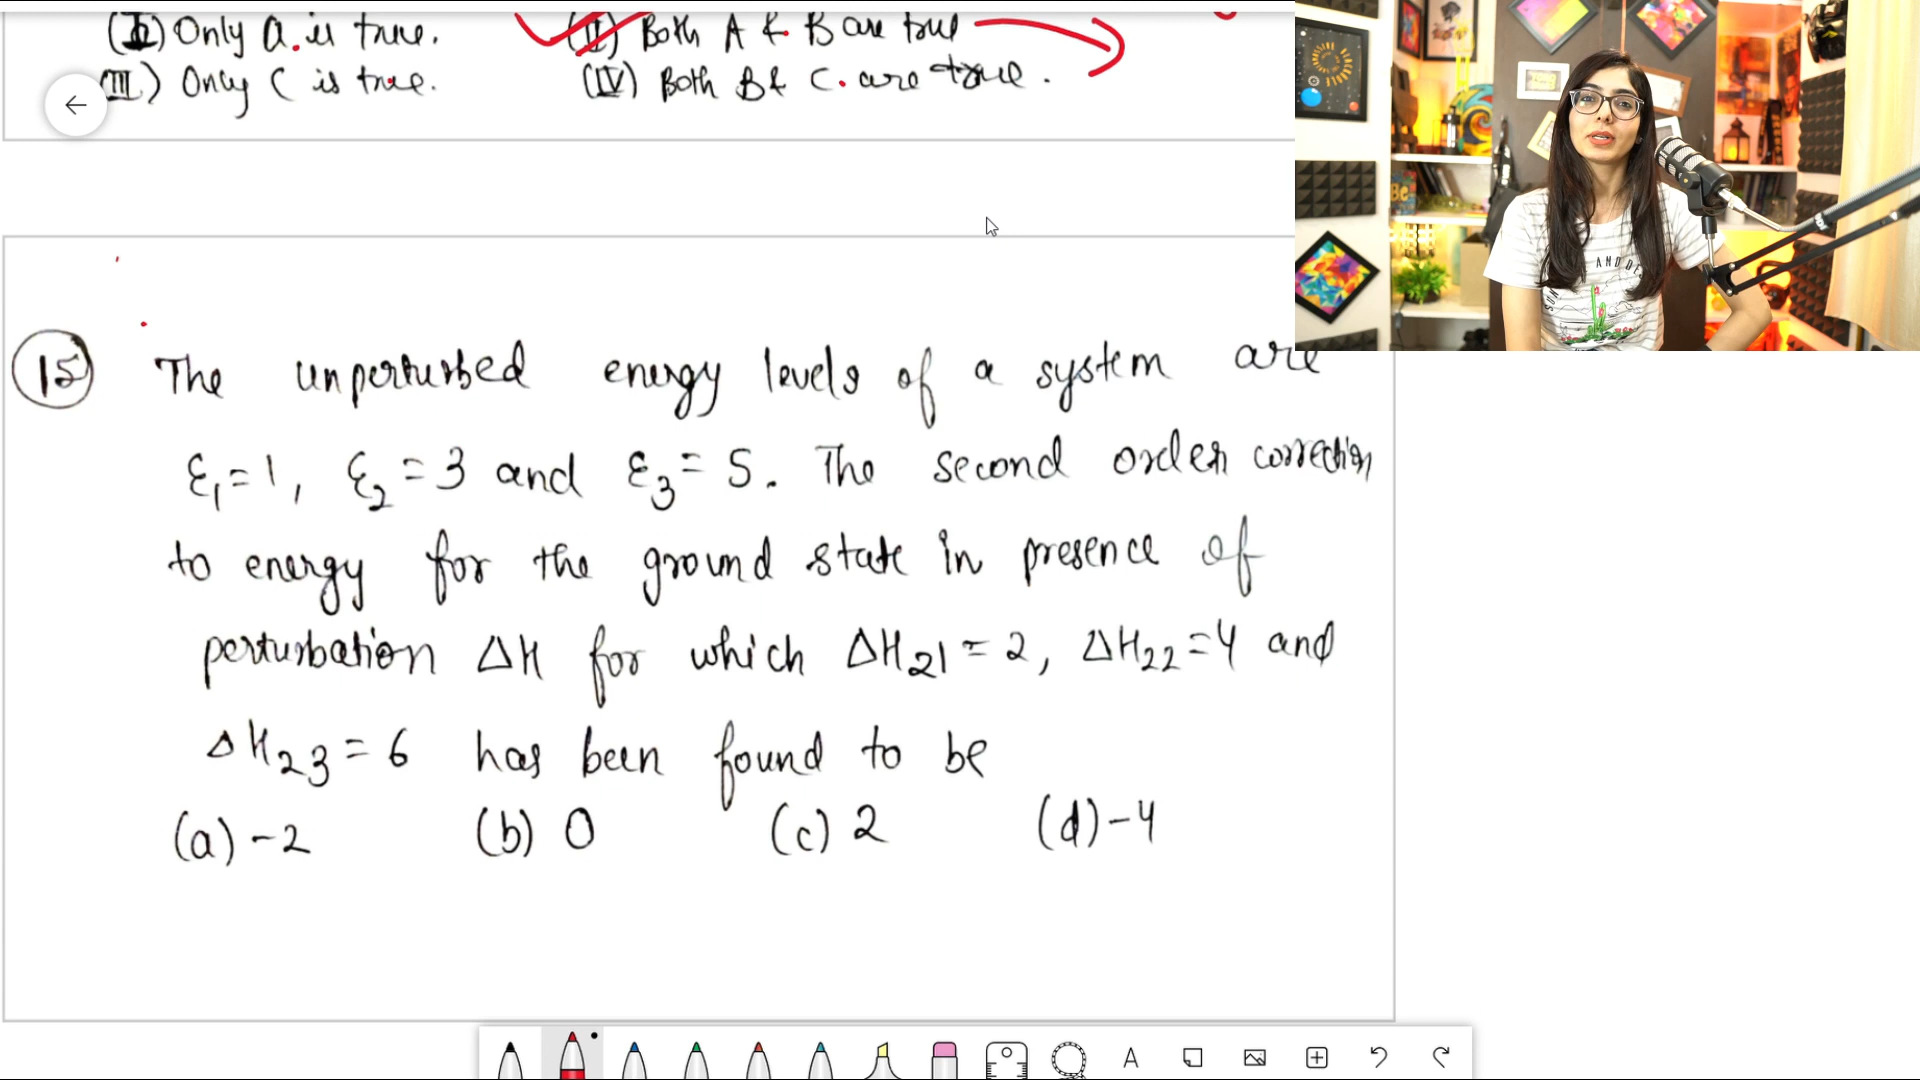 (II) Only a. is true. (II) Both A & B are true
(III) Only C is true. (IV) Both B & C. are true.
15 The unperturbed energy levels of a system are
ε₁=1, ε₂=3 and ε₃=5. The second order correction
to energy for the ground state in presence of
perturbation ΔH for which ΔH₂₁=2, ΔH₂₂=4 and
ΔH₂₃=6 has been found to be
(a) -2 (b) 0 (c) 2 (d) -4
AND
A